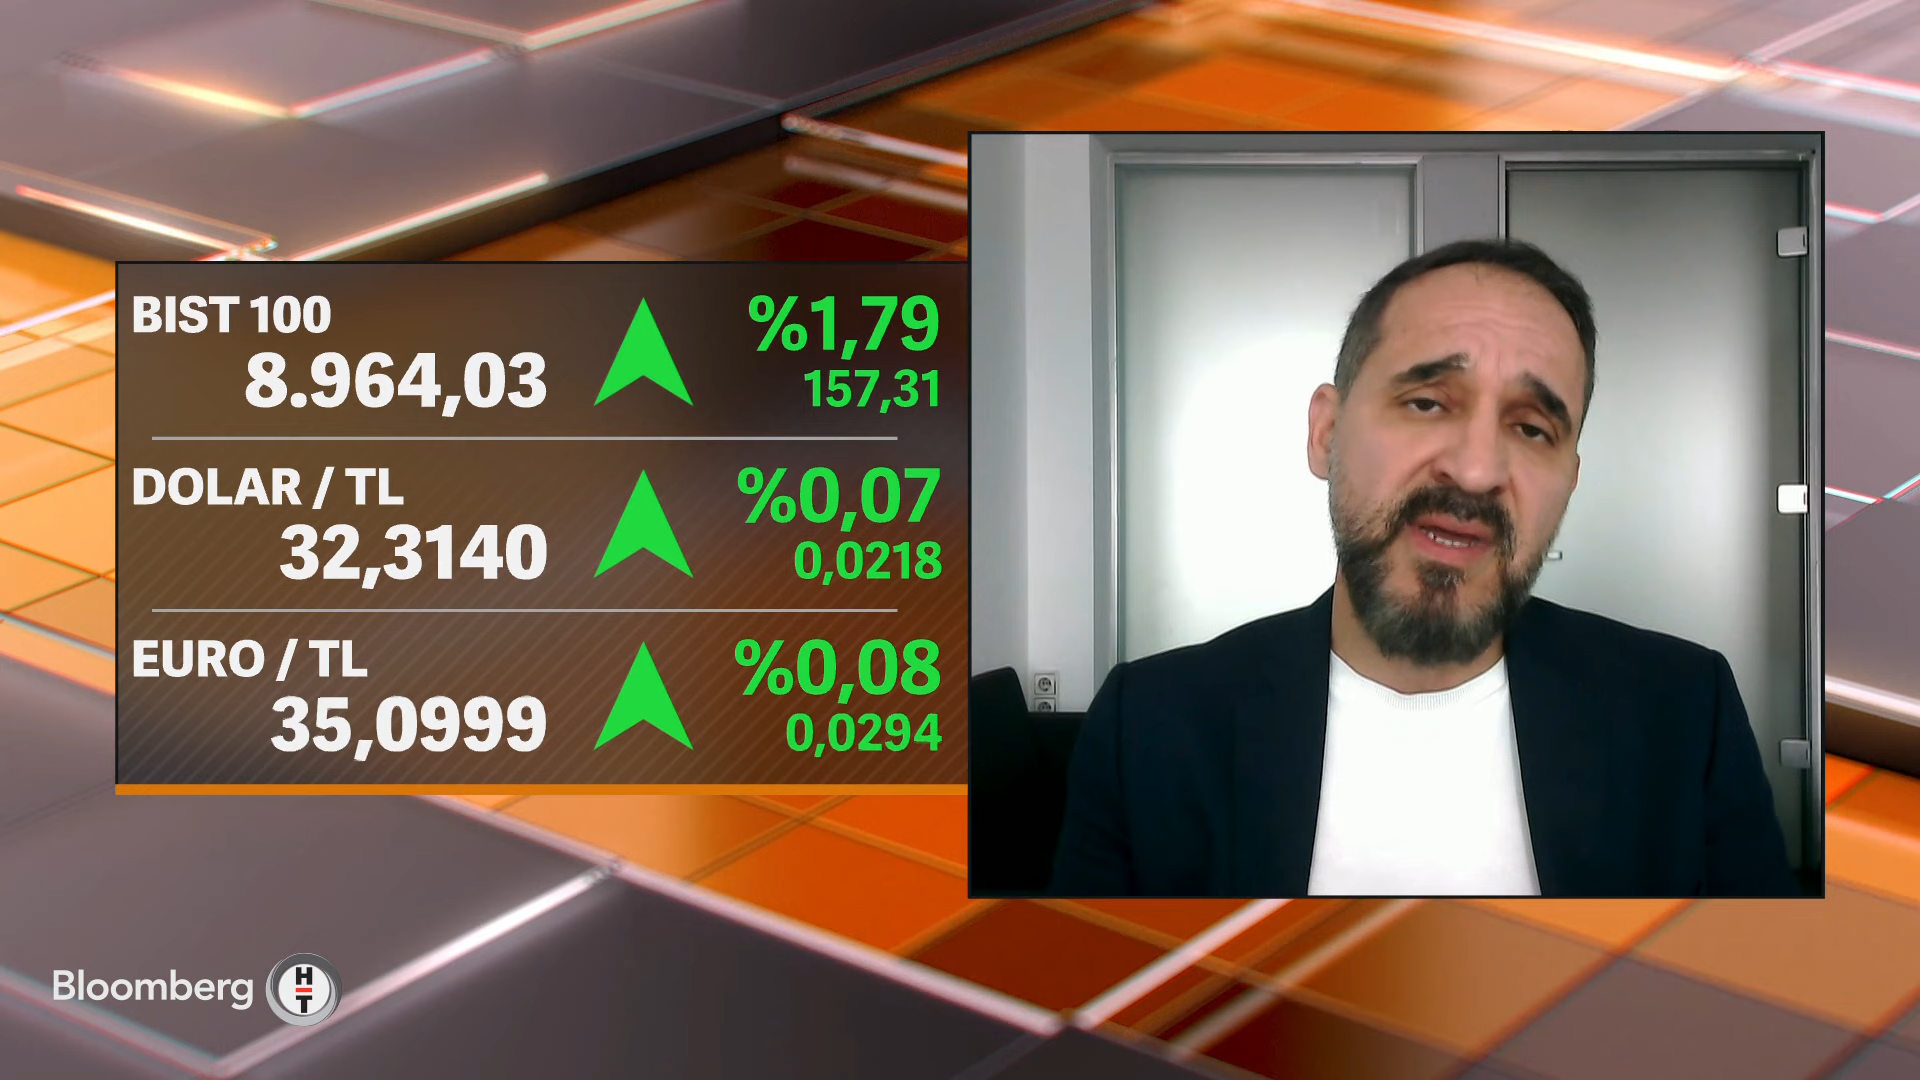 BIST 100
8.964,03
%1,79
157,31
DOLAR / TL
32,3140
%0,07
0,0218
EURO / TL
35,0999
%0,08
0,0294
Bloomberg HT